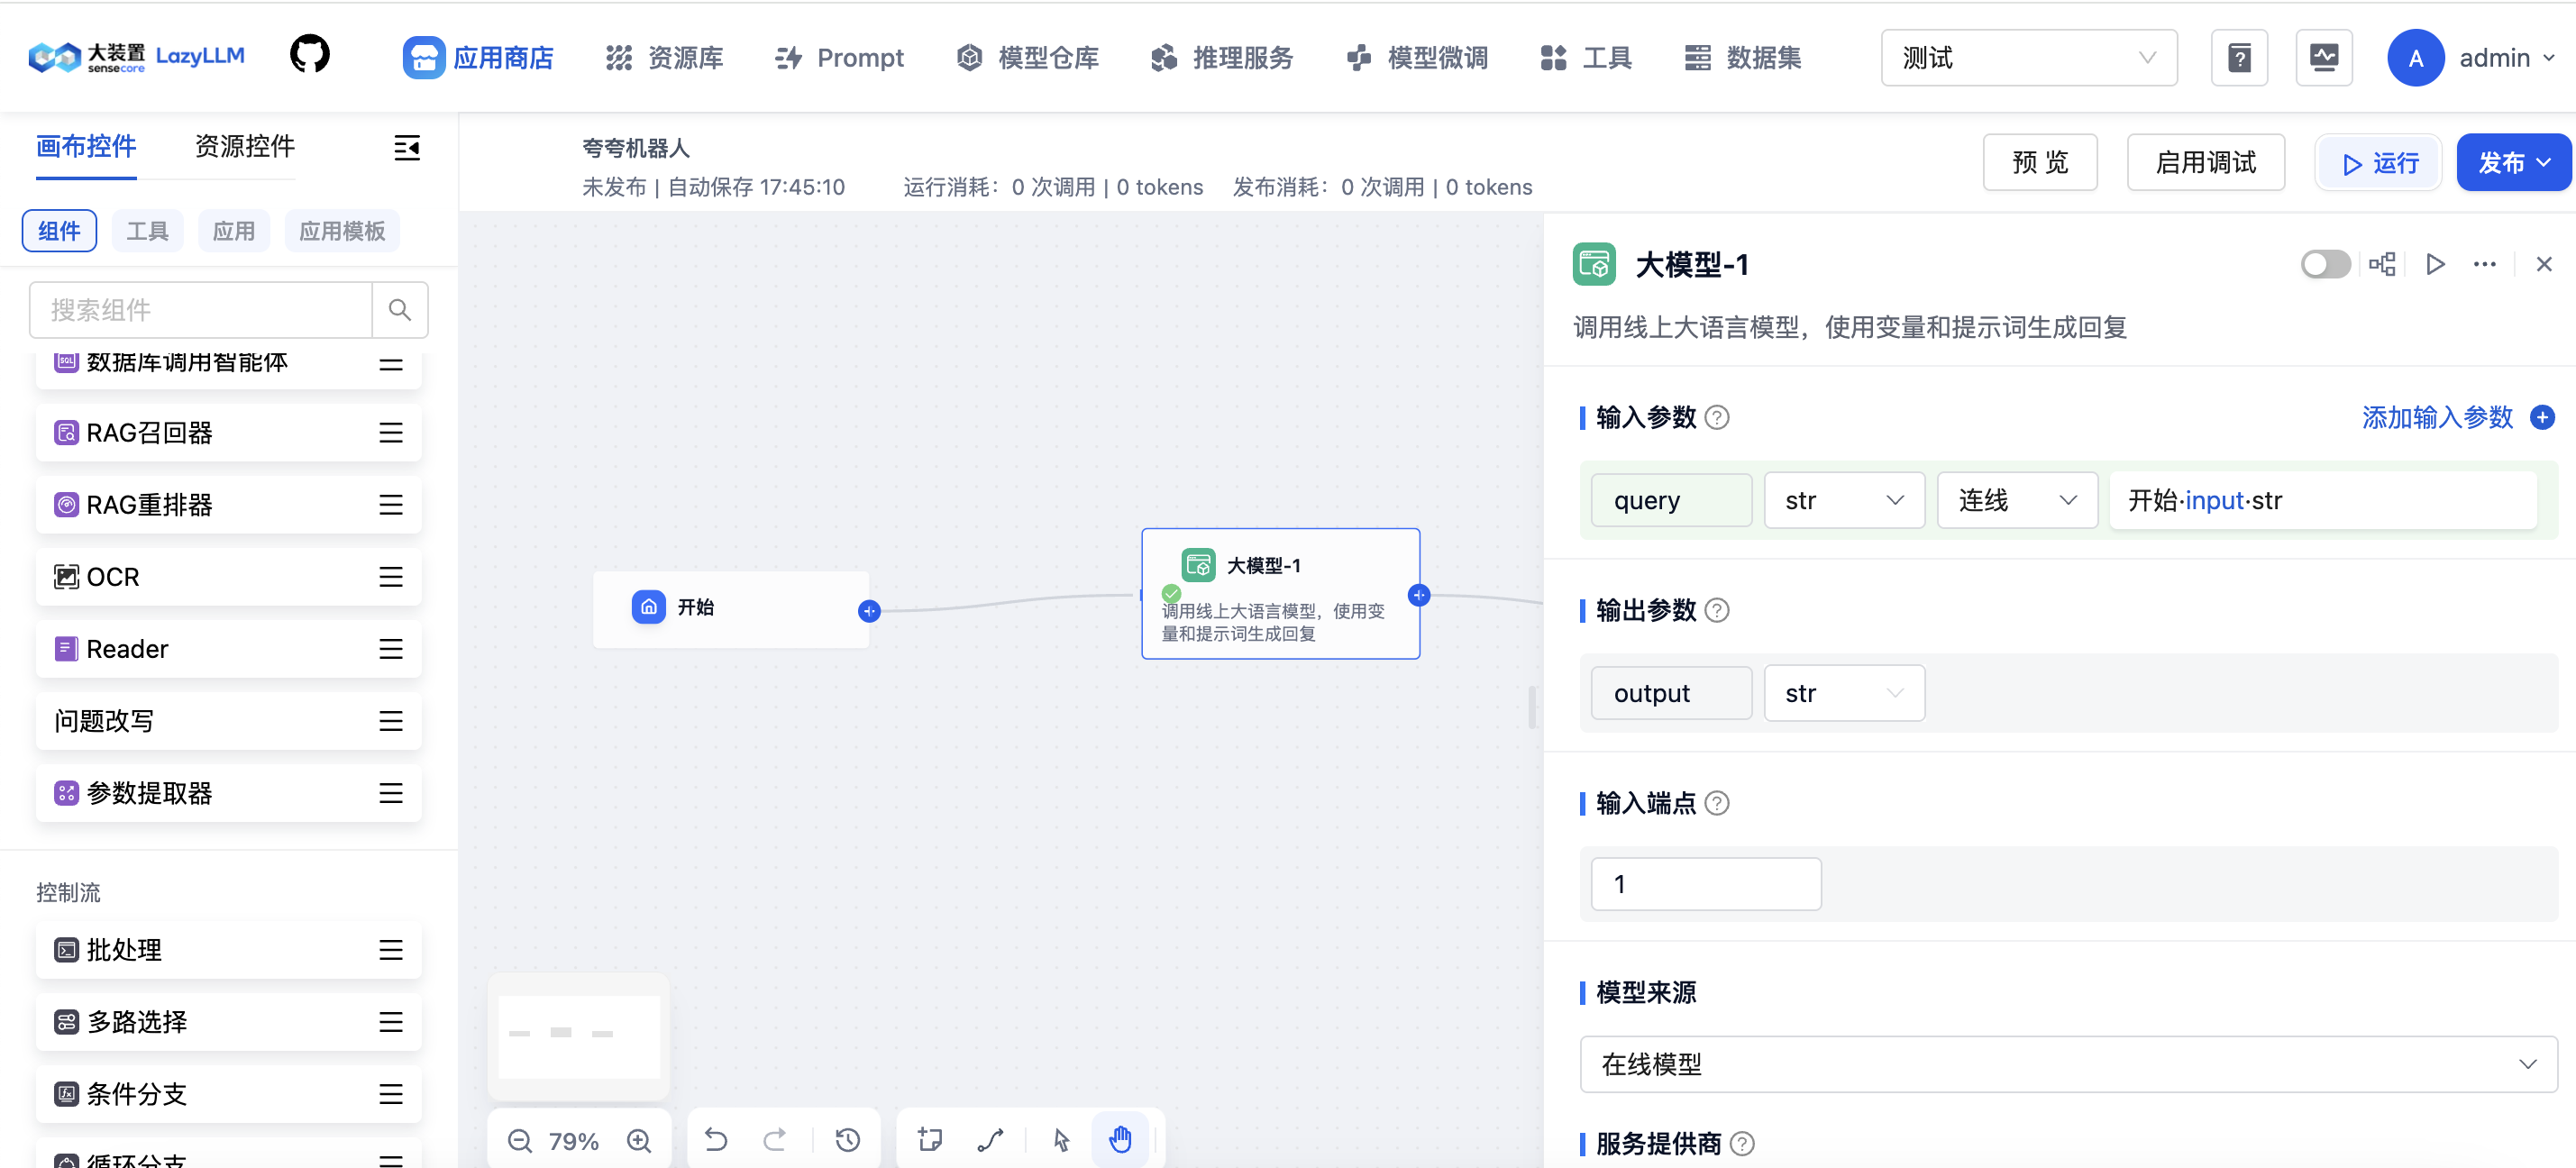 大装置
sensecore
LazyLLM
应用商店
资源库
Prompt
模型仓库
推理服务
模型微调
工具
数据集
测试
A
admin
画布控件
资源控件
组件
工具
应用
应用模板
搜索组件
数据库调用智能体
RAG召回器
RAG重排器
OCR
Reader
问题改写
参数提取器
控制流
批处理
多路选择
条件分支
循环分支
夸夸机器人
未发布 | 自动保存 17:45:10
运行消耗：0 次调用 | 0 tokens
发布消耗：0 次调用 | 0 tokens
预 览
启用调试
运行
发布
开始
大模型-1
调用线上大语言模型，使用变
量和提示词生成回复
79%
大模型-1
调用线上大语言模型，使用变量和提示词生成回复
输入参数
添加输入参数
query
str
连线
开始·input·str
输出参数
output
str
输入端点
1
模型来源
在线模型
服务提供商